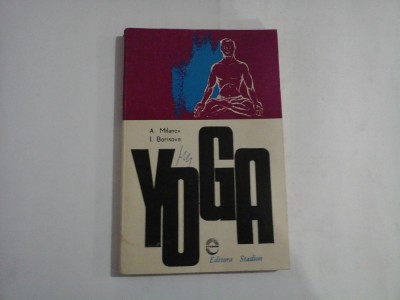 A. Milanov
I. Borisova
YOGA
e
Editura Stadion